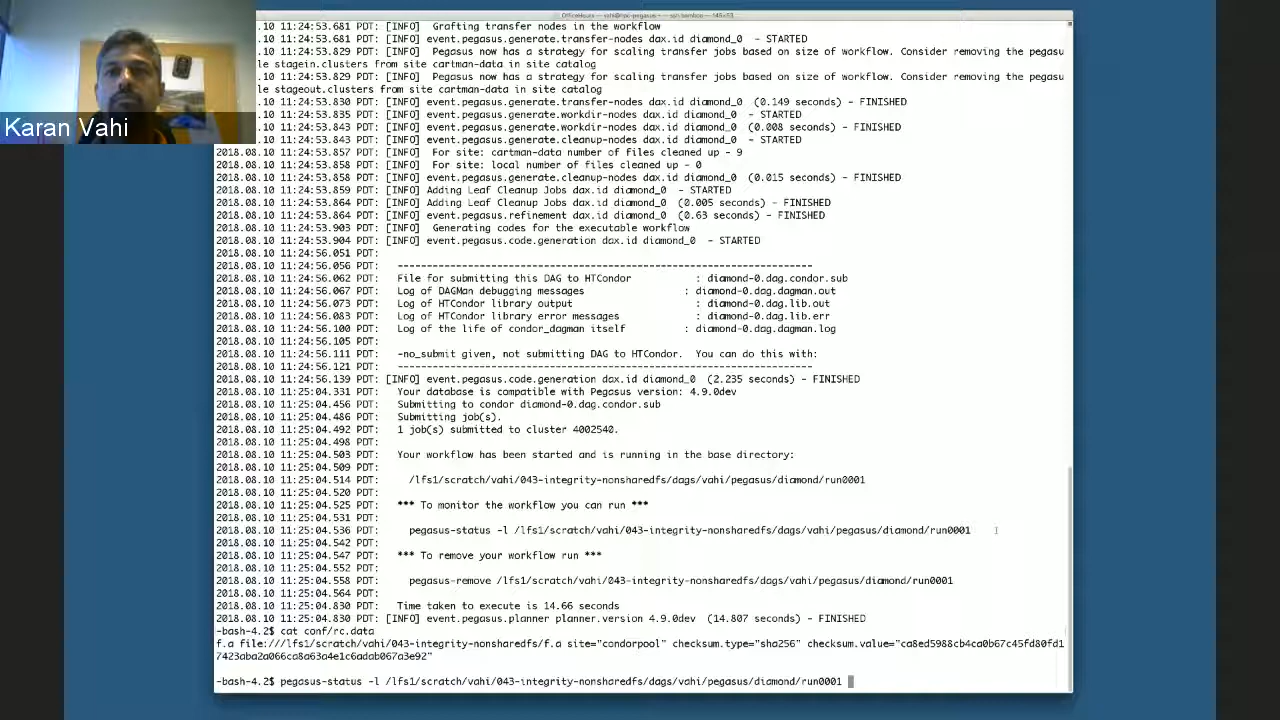 OfficeHours — vahi@hpc-pegasus:~ — ssh bamboo — 145×53
.10 11:24:53.681 PDT: [INFO] Grafting transfer nodes in the workflow
.10 11:24:53.681 PDT: [INFO] event.pegasus.generate.transfer-nodes dax.id diamond_0 - STARTED
.10 11:24:53.829 PDT: [INFO] Pegasus now has a strategy for scaling transfer jobs based on size of workflow. Consider removing the pegasu
le stagein.clusters from site cartman-data in site catalog
.10 11:24:53.829 PDT: [INFO] Pegasus now has a strategy for scaling transfer jobs based on size of workflow. Consider removing the pegasu
le stageout.clusters from site cartman-data in site catalog
.10 11:24:53.830 PDT: [INFO] event.pegasus.generate.transfer-nodes dax.id diamond_0 (0.149 seconds) - FINISHED
.10 11:24:53.835 PDT: [INFO] event.pegasus.generate.workdir-nodes dax.id diamond_0 - STARTED
Karan Vahi
.10 11:24:53.843 PDT: [INFO] event.pegasus.generate.workdir-nodes dax.id diamond_0 (0.008 seconds) - FINISHED
.10 11:24:53.843 PDT: [INFO] event.pegasus.generate.cleanup-nodes dax.id diamond_0 - STARTED
2018.08.10 11:24:53.857 PDT: [INFO] For site: cartman-data number of files cleaned up - 9
2018.08.10 11:24:53.858 PDT: [INFO] For site: local number of files cleaned up - 0
2018.08.10 11:24:53.858 PDT: [INFO] event.pegasus.generate.cleanup-nodes dax.id diamond_0 (0.015 seconds) - FINISHED
2018.08.10 11:24:53.859 PDT: [INFO] Adding Leaf Cleanup Jobs dax.id diamond_0 - STARTED
2018.08.10 11:24:53.864 PDT: [INFO] Adding Leaf Cleanup Jobs dax.id diamond_0 (0.005 seconds) - FINISHED
2018.08.10 11:24:53.864 PDT: [INFO] event.pegasus.refinement dax.id diamond_0 (0.63 seconds) - FINISHED
2018.08.10 11:24:53.903 PDT: [INFO] Generating codes for the executable workflow
2018.08.10 11:24:53.904 PDT: [INFO] event.pegasus.code.generation dax.id diamond_0 - STARTED
2018.08.10 11:24:56.051 PDT:
2018.08.10 11:24:56.056 PDT: -----------------------------------------------------------------------
2018.08.10 11:24:56.062 PDT: File for submitting this DAG to HTCondor : diamond-0.dag.condor.sub
2018.08.10 11:24:56.067 PDT: Log of DAGMan debugging messages : diamond-0.dag.dagman.out
2018.08.10 11:24:56.073 PDT: Log of HTCondor library output : diamond-0.dag.lib.out
2018.08.10 11:24:56.083 PDT: Log of HTCondor library error messages : diamond-0.dag.lib.err
2018.08.10 11:24:56.100 PDT: Log of the life of condor_dagman itself : diamond-0.dag.dagman.log
2018.08.10 11:24:56.105 PDT:
2018.08.10 11:24:56.111 PDT: -no_submit given, not submitting DAG to HTCondor. You can do this with:
2018.08.10 11:24:56.121 PDT: -----------------------------------------------------------------------
2018.08.10 11:24:56.139 PDT: [INFO] event.pegasus.code.generation dax.id diamond_0 (2.235 seconds) - FINISHED
2018.08.10 11:25:04.331 PDT: Your database is compatible with Pegasus version: 4.9.0dev
2018.08.10 11:25:04.456 PDT: Submitting to condor diamond-0.dag.condor.sub
2018.08.10 11:25:04.486 PDT: Submitting job(s).
2018.08.10 11:25:04.492 PDT: 1 job(s) submitted to cluster 4002540.
2018.08.10 11:25:04.498 PDT:
2018.08.10 11:25:04.503 PDT: Your workflow has been started and is running in the base directory:
2018.08.10 11:25:04.509 PDT:
2018.08.10 11:25:04.514 PDT: /lfs1/scratch/vahi/043-integrity-nonsharedfs/dags/vahi/pegasus/diamond/run0001
2018.08.10 11:25:04.520 PDT:
2018.08.10 11:25:04.525 PDT: *** To monitor the workflow you can run ***
2018.08.10 11:25:04.531 PDT:
2018.08.10 11:25:04.536 PDT: pegasus-status -l /lfs1/scratch/vahi/043-integrity-nonsharedfs/dags/vahi/pegasus/diamond/run0001
2018.08.10 11:25:04.542 PDT:
2018.08.10 11:25:04.547 PDT: *** To remove your workflow run ***
2018.08.10 11:25:04.552 PDT:
2018.08.10 11:25:04.558 PDT: pegasus-remove /lfs1/scratch/vahi/043-integrity-nonsharedfs/dags/vahi/pegasus/diamond/run0001
2018.08.10 11:25:04.564 PDT:
2018.08.10 11:25:04.830 PDT: Time taken to execute is 14.66 seconds
2018.08.10 11:25:04.830 PDT: [INFO] event.pegasus.planner planner.version 4.9.0dev (14.807 seconds) - FINISHED
-bash-4.2$ cat conf/rc.data
f.a file:///lfs1/scratch/vahi/043-integrity-nonsharedfs/f.a site="condorpool" checksum.type="sha256" checksum.value="ca8ed5988cb4ca0b67c45fd80fd1
7423aba2a066ca8a63a4e1c6adab067a3e92"
-bash-4.2$ pegasus-status -l /lfs1/scratch/vahi/043-integrity-nonsharedfs/dags/vahi/pegasus/diamond/run0001